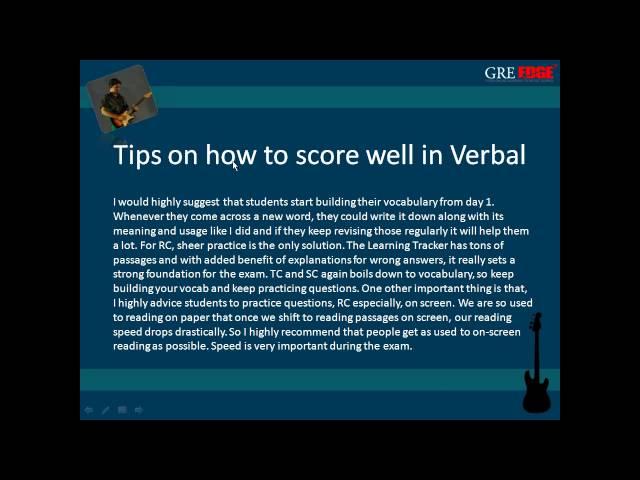 GRE EDGE
Tips on how to score well in Verbal
I would highly suggest that students start building their vocabulary from day 1.
Whenever they come across a new word, they could write it down along with its
meaning and usage like I did and if they keep revising those regularly it will help them
a lot. For RC, sheer practice is the only solution. The Learning Tracker has tons of
passages and with added benefit of explanations for wrong answers, it really sets a
strong foundation for the exam. TC and SC again boils down to vocabulary, so keep
building your vocab and keep practicing questions. One other important thing is that,
I highly advice students to practice questions, RC especially, on screen. We are so used
to reading on paper that once we shift to reading passages on screen, our reading
speed drops drastically. So I highly recommend that people get as used to on-screen
reading as possible. Speed is very important during the exam.